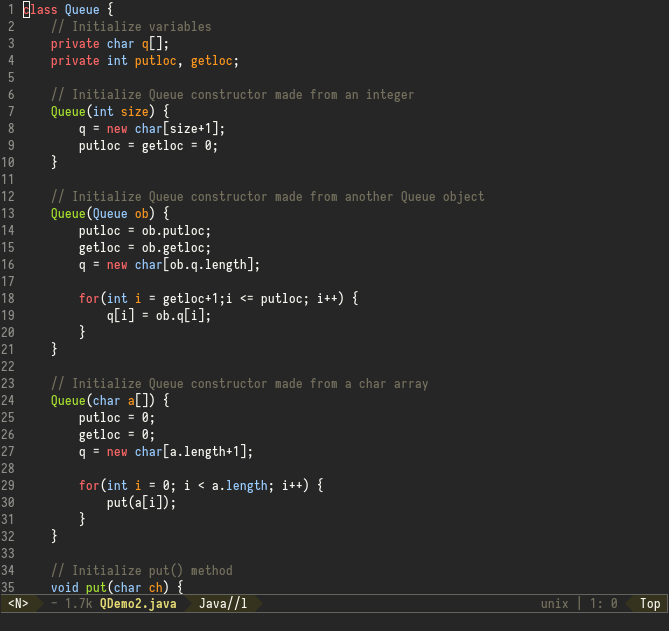 1 class Queue {
2     // Initialize variables
3     private char q[];
4     private int putloc, getloc;
5
6     // Initialize Queue constructor made from an integer
7     Queue(int size) {
8         q = new char[size+1];
9         putloc = getloc = 0;
10     }
11
12     // Initialize Queue constructor made from another Queue object
13     Queue(Queue ob) {
14         putloc = ob.putloc;
15         getloc = ob.getloc;
16         q = new char[ob.q.length];
17
18         for(int i = getloc+1;i <= putloc; i++) {
19             q[i] = ob.q[i];
20         }
21     }
22
23     // Initialize Queue constructor made from a char array
24     Queue(char a[]) {
25         putloc = 0;
26         getloc = 0;
27         q = new char[a.length+1];
28
29         for(int i = 0; i < a.length; i++) {
30             put(a[i]);
31         }
32     }
33
34     // Initialize put() method
35     void put(char ch) {
<N> - 1.7k QDemo2.java Java//l unix | 1: 0 Top